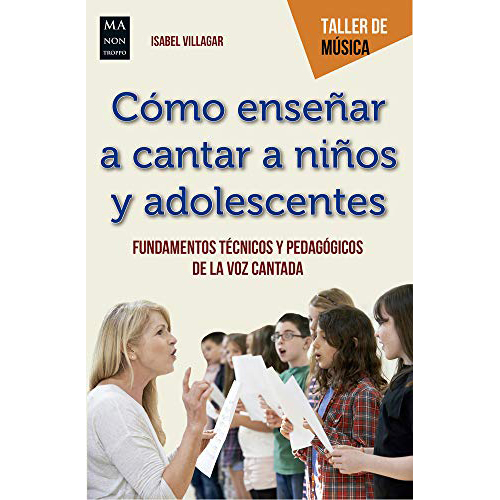 MA
NON
TROPPO
ISABEL VILLAGAR
TALLER DE
MÚSICA
Cómo enseñar
a cantar a niños
y adolescentes
FUNDAMENTOS TÉCNICOS Y PEDAGÓGICOS
DE LA VOZ CANTADA